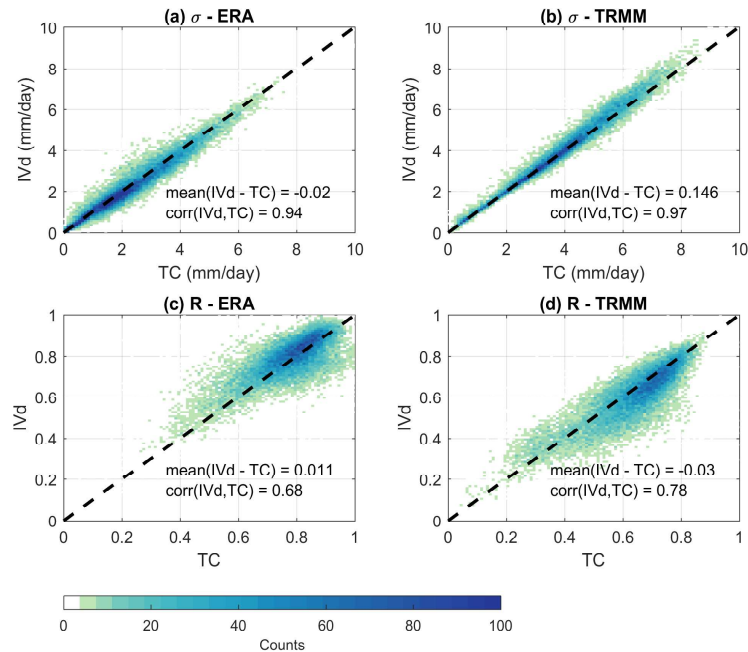 (a) σ - ERA
10
8
6
4
2
0
IVd (mm/day)
mean(IVd - TC) = -0.02
corr(IVd,TC) = 0.94
0 2 4 6 8 10
TC (mm/day)
(b) σ - TRMM
10
8
6
4
2
0
IVd (mm/day)
mean(IVd - TC) = 0.146
corr(IVd,TC) = 0.97
0 2 4 6 8 10
TC (mm/day)
(c) R - ERA
1
0.8
0.6
0.4
0.2
0
IVd
mean(IVd - TC) = 0.011
corr(IVd,TC) = 0.68
0 0.2 0.4 0.6 0.8 1
TC
(d) R - TRMM
1
0.8
0.6
0.4
0.2
0
IVd
mean(IVd - TC) = -0.03
corr(IVd,TC) = 0.78
0 0.2 0.4 0.6 0.8 1
TC
0 20 40 60 80 100
Counts